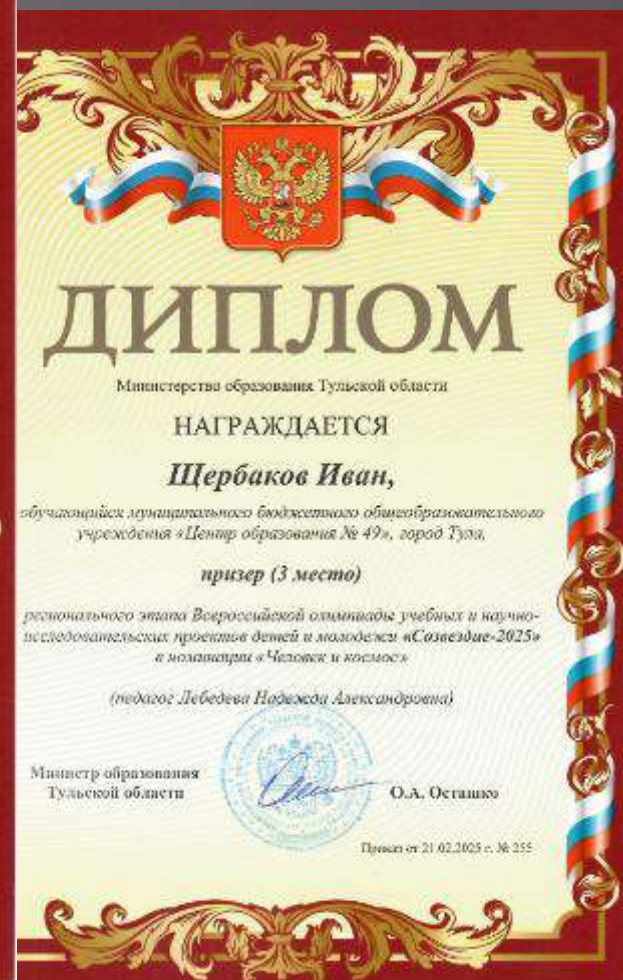 ДИПЛОМ
Министерство образования Тульской области
НАГРАЖДАЕТСЯ
Щербаков Иван,
обучающийся муниципального бюджетного общеобразовательного
учреждения «Центр образования № 49», город Тула,
призер (3 место)
регионального этапа Всероссийской олимпиады учебных и научно-
исследовательских проектов детей и молодежи «Созвездие-2025»
в номинации «Человек и космос»
(педагог Лебедева Надежда Александровна)
Министр образования
Тульской области
О.А. Осташко
Приказ от 21.02.2025 г. № 255